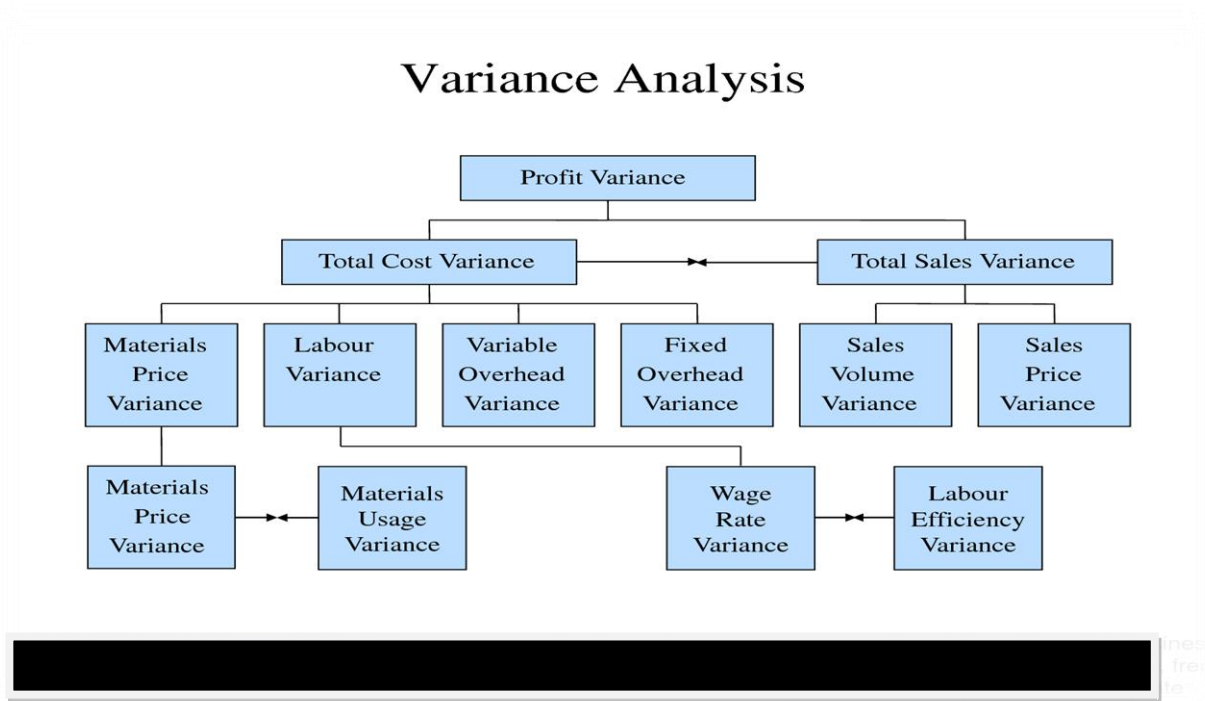 Variance Analysis
Profit Variance
Total Cost Variance
Total Sales Variance
Materials
Price
Variance
Labour
Variance
Variable
Overhead
Variance
Fixed
Overhead
Variance
Sales
Volume
Variance
Sales
Price
Variance
Materials
Price
Variance
Materials
Usage
Variance
Wage
Rate
Variance
Labour
Efficiency
Variance